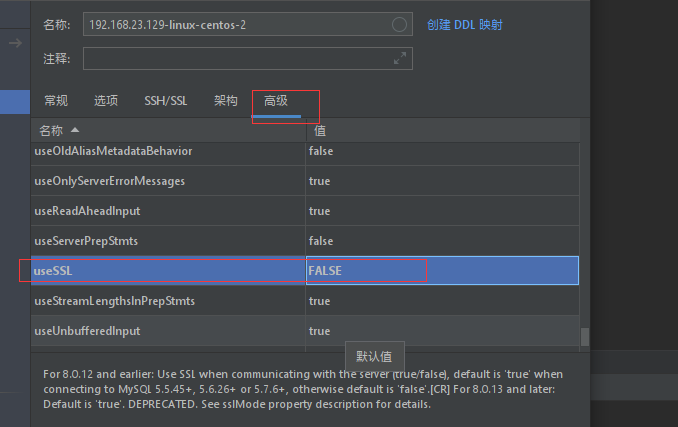 名称: 192.168.23.129-linux-centos-2 创建 DDL 映射
注释:
常规 选项 SSH/SSL 架构 高级
名称 值
useOldAliasMetadataBehavior false
useOnlyServerErrorMessages true
useReadAheadInput true
useServerPrepStmts false
useSSL FALSE
useStreamLengthsInPrepStmts true
useUnbufferedInput true
默认值
For 8.0.12 and earlier: Use SSL when communicating with the server (true/false), default is 'true' when
connecting to MySQL 5.5.45+, 5.6.26+ or 5.7.6+, otherwise default is 'false'.[CR] For 8.0.13 and later:
Default is 'true'. DEPRECATED. See sslMode property description for details.